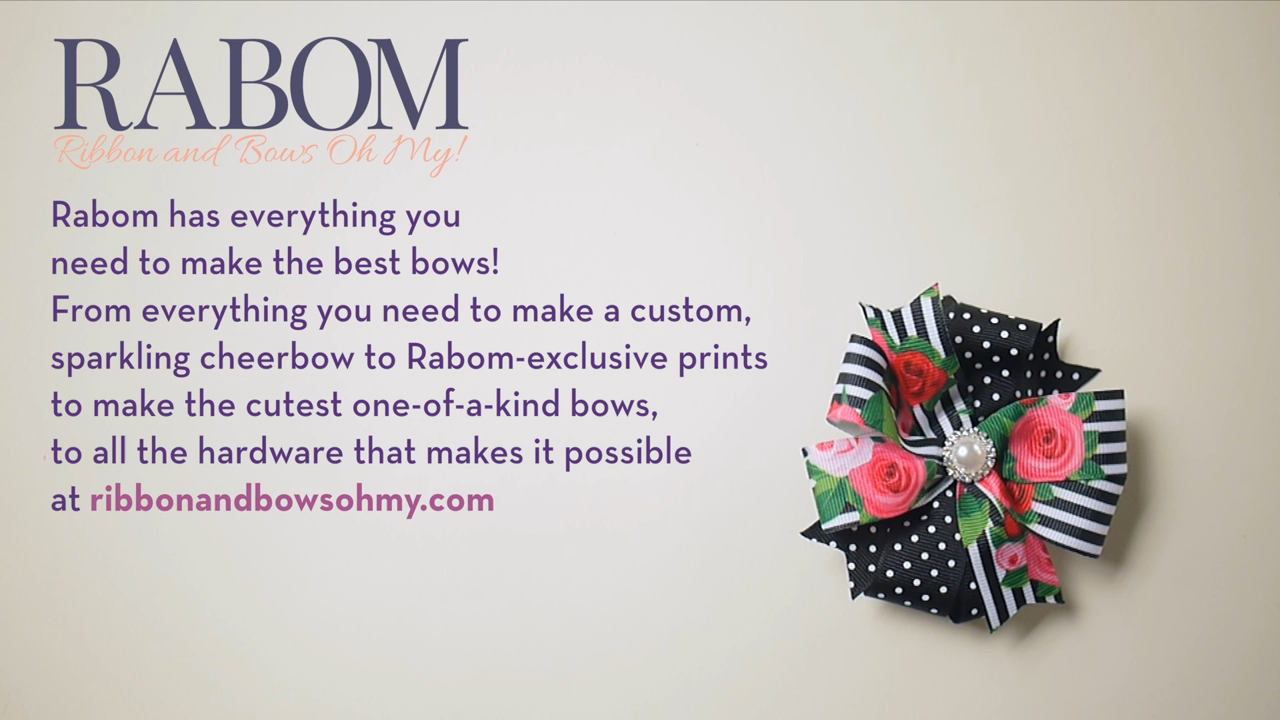 RABOM
Ribbon and Bows Oh My!
Rabom has everything you
need to make the best bows!
From everything you need to make a custom,
sparkling cheerbow to Rabom-exclusive prints
to make the cutest one-of-a-kind bows,
to all the hardware that makes it possible
at ribbonandbowsohmy.com